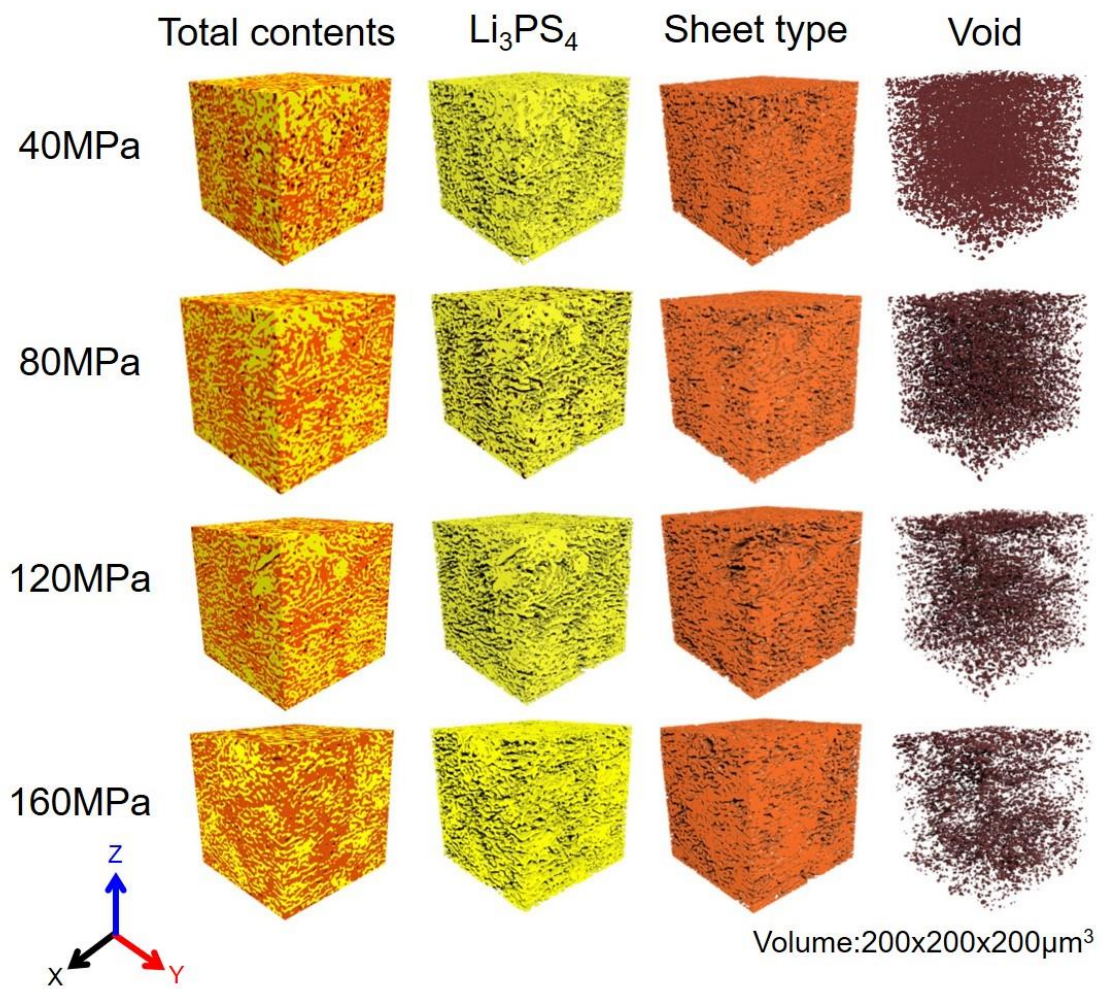 Total contents Li₃PS₄ Sheet type Void
40MPa
80MPa
120MPa
160MPa
Z
X Y
Volume:200x200x200μm³